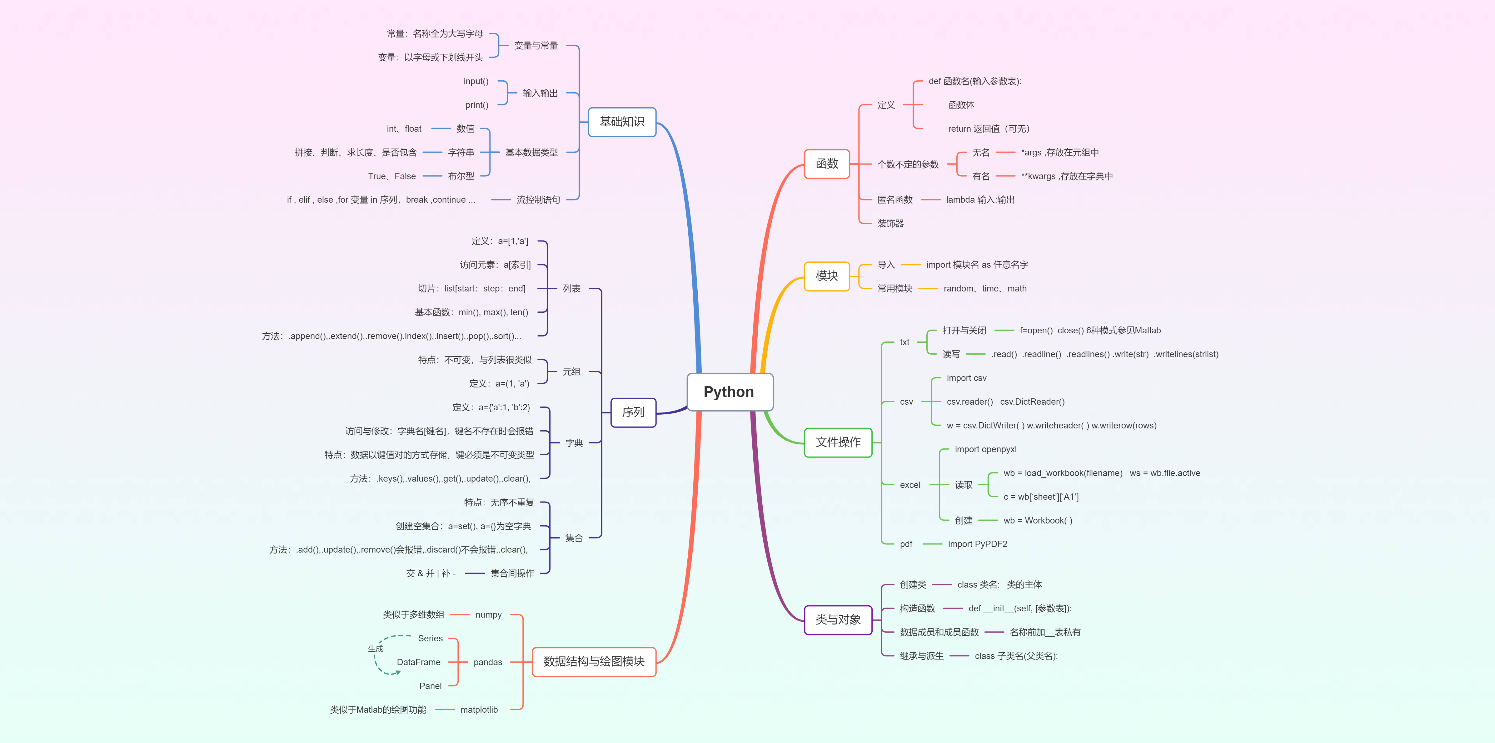 Python
基础知识
变量与常量
常量：名称全为大写字母
变量：以字母或下划线开头
输入输出
input()
print()
基本数据类型
数值
int、float
字符串
拼接、判断、求长度、是否包含
布尔型
True、False
流控制语句
if , elif , else ,for 变量 in 序列，break ,continue ...
序列
列表
定义：a=[1,'a']
访问元素：a[索引]
切片：list[start：step：end]
基本函数：min(), max(), len()
方法：.append(),.extend(),.remove().index(),.insert(),.pop(),.sort()...
元组
特点：不可变，与列表很类似
定义：a=(1, 'a')
字典
定义：a={'a':1, 'b':2}
访问与修改：字典名[键名]，键名不存在时会报错
特点：数据以键值对的方式存储，键必须是不可变类型
方法：.keys(),.values(),.get(),.update(),.clear(),
集合
特点：无序不重复
创建空集合：a=set(), a={}为空字典
方法：.add(),.update(),.remove()会报错,.discard()不会报错,.clear(),
集合间操作
交 & 并 | 补 -
数据结构与绘图模块
numpy
类似于多维数组
pandas
Series
生成
DataFrame
Panel
matplotlib
类似于Matlab的绘图功能
函数
定义
def 函数名(输入参数表):
函数体
return 返回值（可无）
个数不定的参数
无名
*args ,存放在元组中
有名
**kwargs ,存放在字典中
匿名函数
lambda 输入:输出
装饰器
模块
导入
import 模块名 as 任意名字
常用模块
random、time、math
文件操作
txt
打开与关闭
f=open() close() 6种模式参见Matlab
读写
.read() .readline() .readlines() .write(str) .writelines(strlist)
csv
import csv
csv.reader() csv.DictReader()
w = csv.DictWriter( ) w.writeheader( ) w.writerow(rows)
excel
import openpyxl
读取
wb = load_workbook(filename) ws = wb.file.active
c = wb['sheet']['A1']
创建
wb = Workbook( )
pdf
import PyPDF2
类与对象
创建类
class 类名: 类的主体
构造函数
def __init__(self, [参数表]):
数据成员和成员函数
名称前加__表私有
继承与派生
class 子类名(父类名):